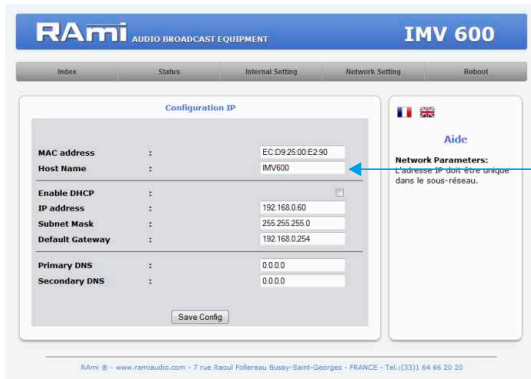 RAmi AUDIO BROADCAST EQUIPMENT
IMV 600
Index Status Internal Setting Network Setting Reboot
Configuration IP
MAC address : EC:D9:25:00:E2:90
Host Name : IMV600
Enable DHCP :
IP address : 192.168.0.60
Subnet Mask : 255.255.255.0
Default Gateway : 192.168.0.254
Primary DNS : 0.0.0.0
Secondary DNS : 0.0.0.0
Save Config
Aide
Network Parameters:
L'adresse IP doit être unique
dans le sous-réseau.
RAmi ® - www.ramiaudio.com - 7 rue Raoul Follereau Bussy-Saint-Georges - FRANCE - Tel.:(33)1 64 66 20 20